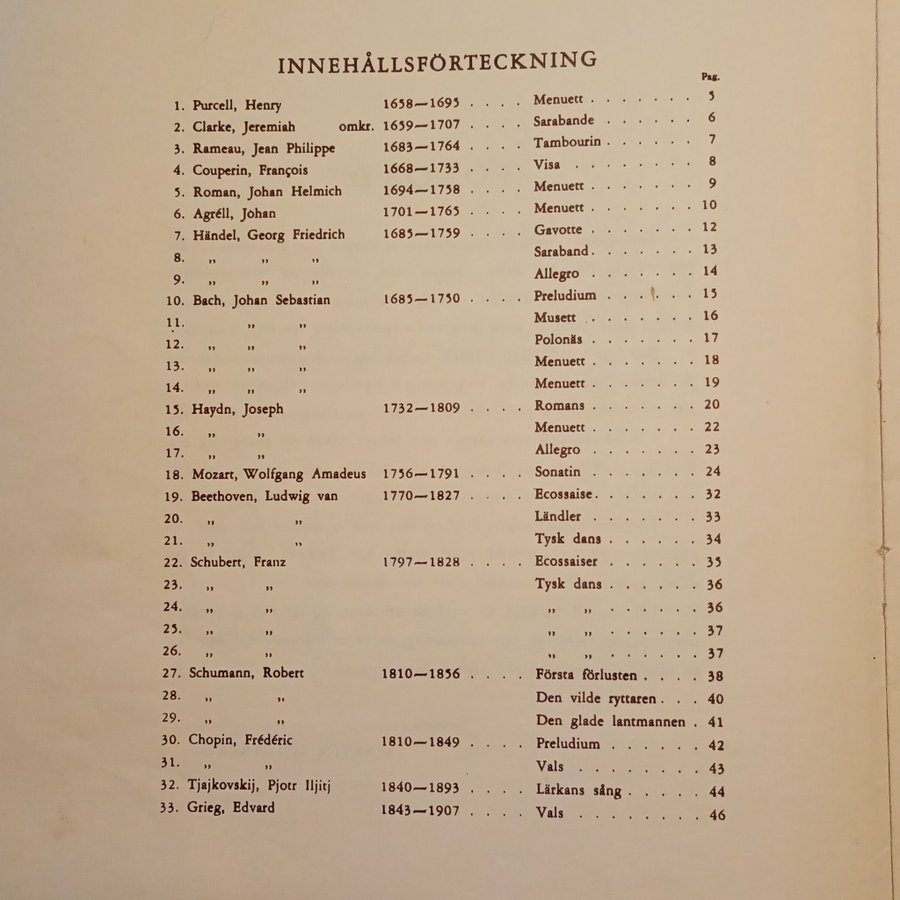 INNEHÅLLSFÖRTECKNING
Pag.
1. Purcell, Henry 1658—1695 . . . . Menuett . . . . . . . 5
2. Clarke, Jeremiah omkr. 1659—1707 . . . . Sarabande . . . . . . 6
3. Rameau, Jean Philippe 1683—1764 . . . . Tambourin . . . . . . 7
4. Couperin, François 1668—1733 . . . . Visa . . . . . . . . 8
5. Roman, Johan Helmich 1694—1758 . . . . Menuett . . . . . . . 9
6. Agréll, Johan 1701—1765 . . . . Menuett . . . . . . . 10
7. Händel, Georg Friedrich 1685—1759 . . . . Gavotte . . . . . . . 12
8. „ „ „ Saraband . . . . . . . 13
9. „ „ „ Allegro . . . . . . . 14
10. Bach, Johan Sebastian 1685—1750 . . . . Preludium . . . . . . 15
11. „ „ Musett . . . . . . . 16
12. „ „ „ Polonäs . . . . . . . 17
13. „ „ „ Menuett . . . . . . . 18
14. „ „ „ Menuett . . . . . . . 19
15. Haydn, Joseph 1732—1809 . . . . Romans . . . . . . . 20
16. „ „ Menuett . . . . . . . 22
17. „ „ Allegro . . . . . . . 23
18. Mozart, Wolfgang Amadeus 1756—1791 . . . . Sonatin . . . . . . . 24
19. Beethoven, Ludwig van 1770—1827 . . . . Ecossaise . . . . . . . 32
20. „ „ Ländler . . . . . . . 33
21. „ „ Tysk dans . . . . . . 34
22. Schubert, Franz 1797—1828 . . . . Ecossaiser . . . . . . 35
23. „ „ Tysk dans . . . . . . 36
24. „ „ „ „ . . . . . . 36
25. „ „ „ „ . . . . . . 37
26. „ „ „ „ . . . . . . 37
27. Schumann, Robert 1810—1856 . . . . Första förlusten . . . . 38
28. „ „ Den vilde ryttaren . . . 40
29. „ „ Den glade lantmannen . 41
30. Chopin, Frédéric 1810—1849 . . . . Preludium . . . . . . 42
31. „ „ Vals . . . . . . . . 43
32. Tjajkovskij, Pjotr Iljitj 1840—1893 . . . . Lärkans sång . . . . . 44
33. Grieg, Edvard 1843—1907 . . . . Vals . . . . . . . . 46